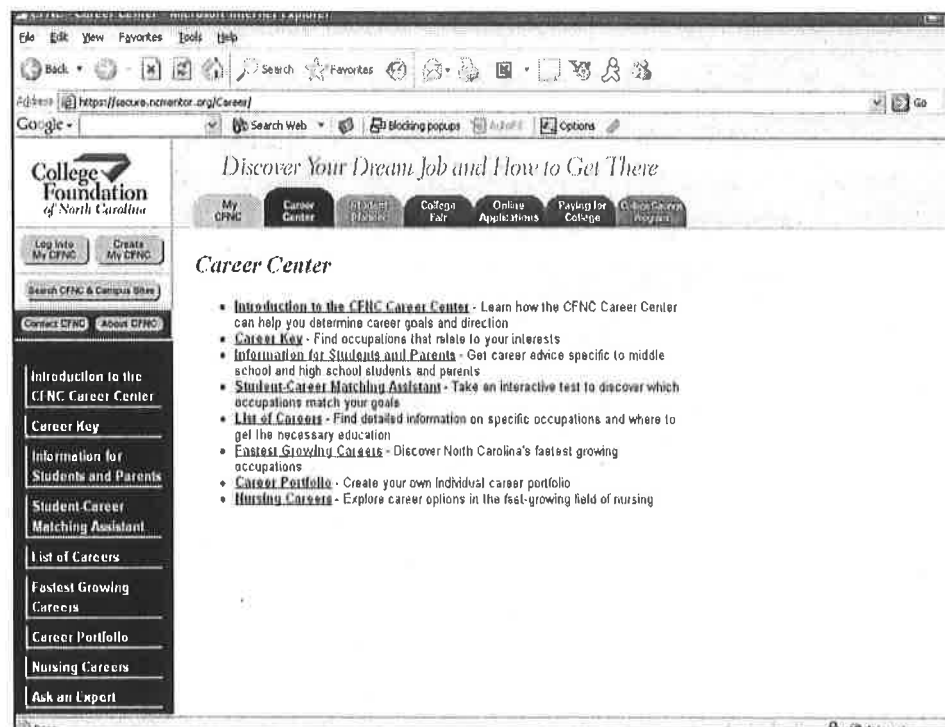 CFNC - Career Center - Microsoft Internet Explorer
File Edit View Favorites Tools Help
Back Search Favorites
Address https://secure.ncmentor.org/Career/ Go
Google Search Web Blocking popups AutoFill Options
College
Foundation
of North Carolina
Discover Your Dream Job and How to Get There
My
CFNC
Career
Center
Student
Planner
College
Fair
Online
Applications
Paying for
College
College Savings
Program
Log Into
My CFNC
Create
My CFNC
Search CFNC & Campus Sites
Contact CFNC About CFNC
Introduction to the
CFNC Career Center
Career Key
Information for
Students and Parents
Student-Career
Matching Assistant
List of Careers
Fastest Growing
Careers
Career Portfolio
Nursing Careers
Ask an Expert
Career Center
• Introduction to the CFNC Career Center - Learn how the CFNC Career Center
can help you determine career goals and direction
• Career Key - Find occupations that relate to your interests
• Information for Students and Parents - Get career advice specific to middle
school and high school students and parents
• Student-Career Matching Assistant - Take an interactive test to discover which
occupations match your goals
• List of Careers - Find detailed information on specific occupations and where to
get the necessary education
• Fastest Growing Careers - Discover North Carolina's fastest growing
occupations
• Career Portfolio - Create your own individual career portfolio
• Nursing Careers - Explore career options in the fast-growing field of nursing